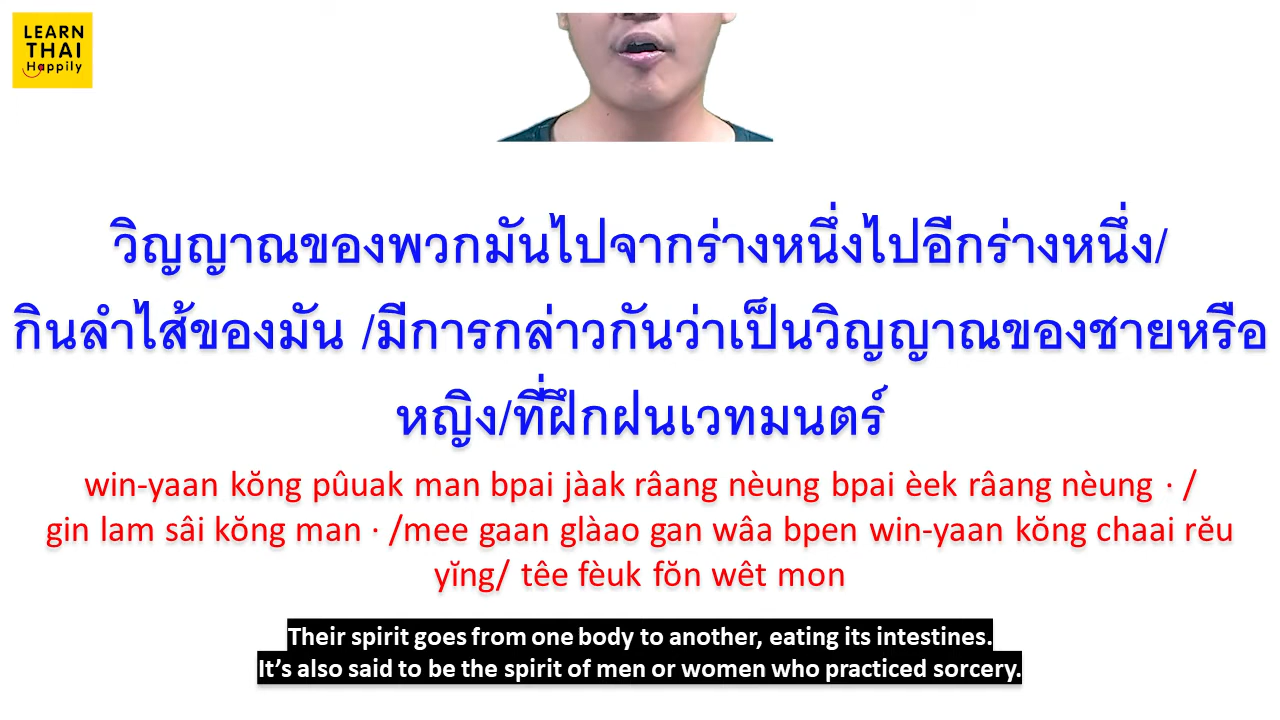 LEARN
THAI
Happily
วิญญาณของพวกมันไปจากร่างหนึ่งไปอีกร่างหนึ่ง/
กินลำไส้ของมัน /มีการกล่าวกันว่าเป็นวิญญาณของชายหรือ
หญิง/ที่ฝึกฝนเวทมนตร์
win-yaan kŏng pûuak man bpai jàak râang nèung bpai èek râang nèung · /
gin lam sâi kŏng man · /mee gaan glàao gan wâa bpen win-yaan kŏng chaai rĕu
yĭng/ têe fèuk fŏn wêt mon
Their spirit goes from one body to another, eating its intestines.
It’s also said to be the spirit of men or women who practiced sorcery.